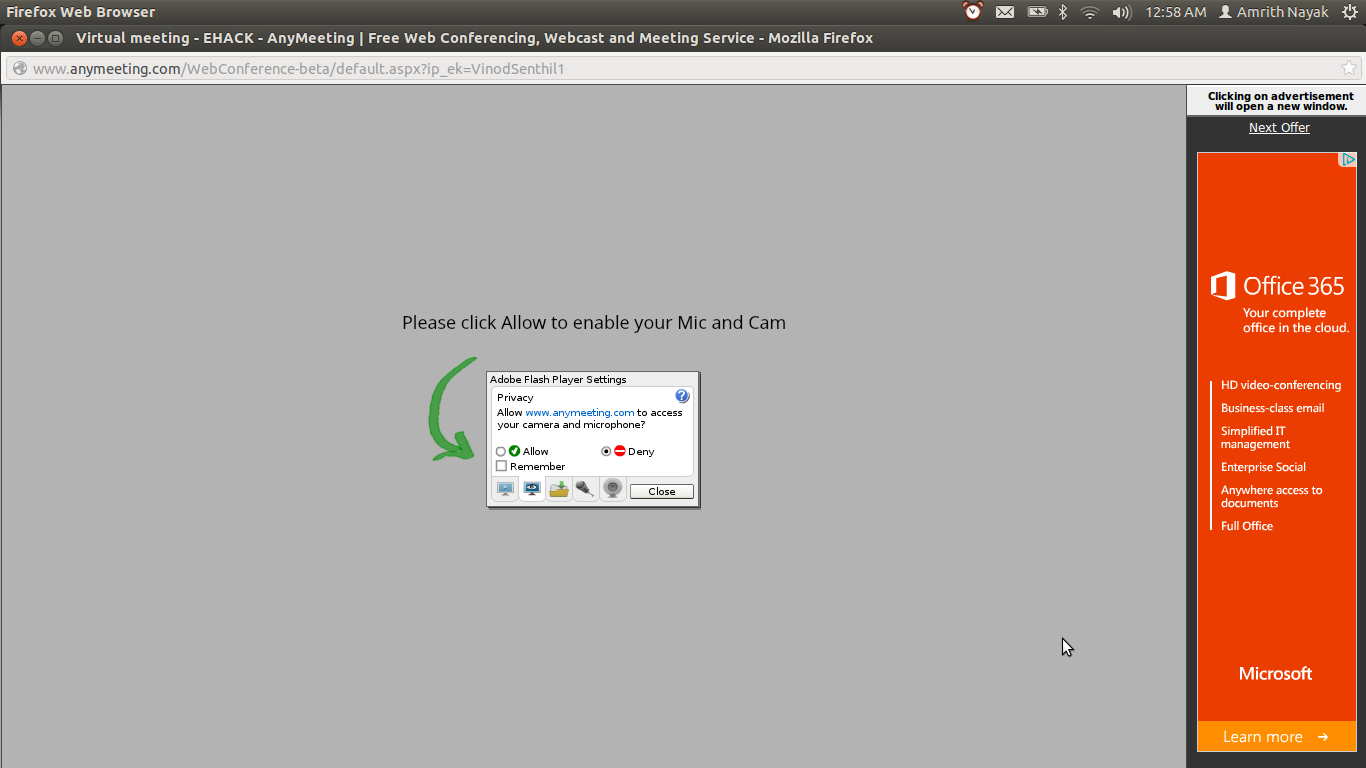 Firefox Web Browser
12:58 AM Amrith Nayak
Virtual meeting - EHACK - AnyMeeting | Free Web Conferencing, Webcast and Meeting Service - Mozilla Firefox
www.anymeeting.com/WebConference-beta/default.aspx?ip_ek=VinodSenthil1
Please click Allow to enable your Mic and Cam
Adobe Flash Player Settings
Privacy
?
Allow www.anymeeting.com to access
your camera and microphone?
Allow
Deny
Remember
Close
Clicking on advertisement
will open a new window.
Next Offer
Office 365
Your complete
office in the cloud.
HD video-conferencing
Business-class email
Simplified IT
management
Enterprise Social
Anywhere access to
documents
Full Office
Microsoft
Learn more →